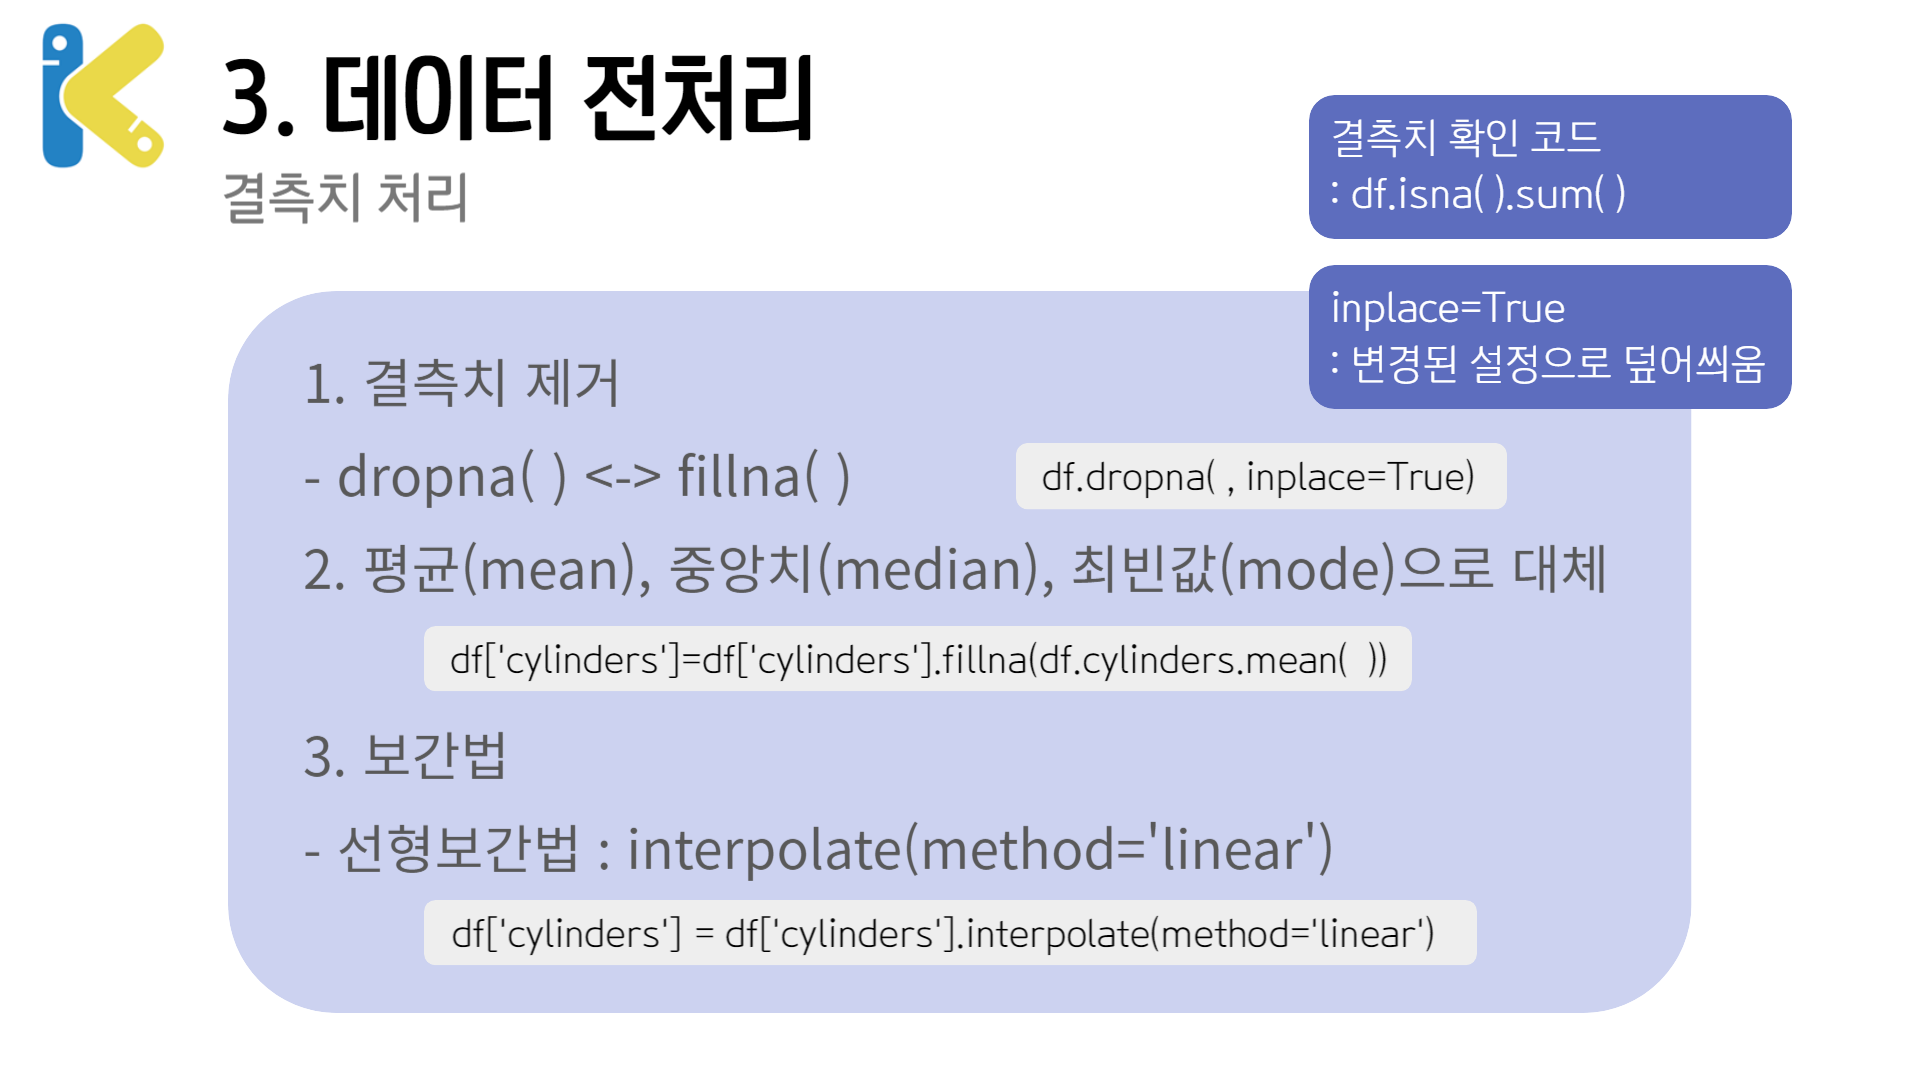 3. 데이터 전처리
결측치 처리
결측치 확인 코드
: df.isna( ).sum( )
inplace=True
: 변경된 설정으로 덮어씌움
1. 결측치 제거
- dropna( ) <-> fillna( )
df.dropna( , inplace=True)
2. 평균(mean), 중앙치(median), 최빈값(mode)으로 대체
df['cylinders']=df['cylinders'].fillna(df.cylinders.mean(  ))
3. 보간법
- 선형보간법 : interpolate(method='linear')
df['cylinders'] = df['cylinders'].interpolate(method='linear')